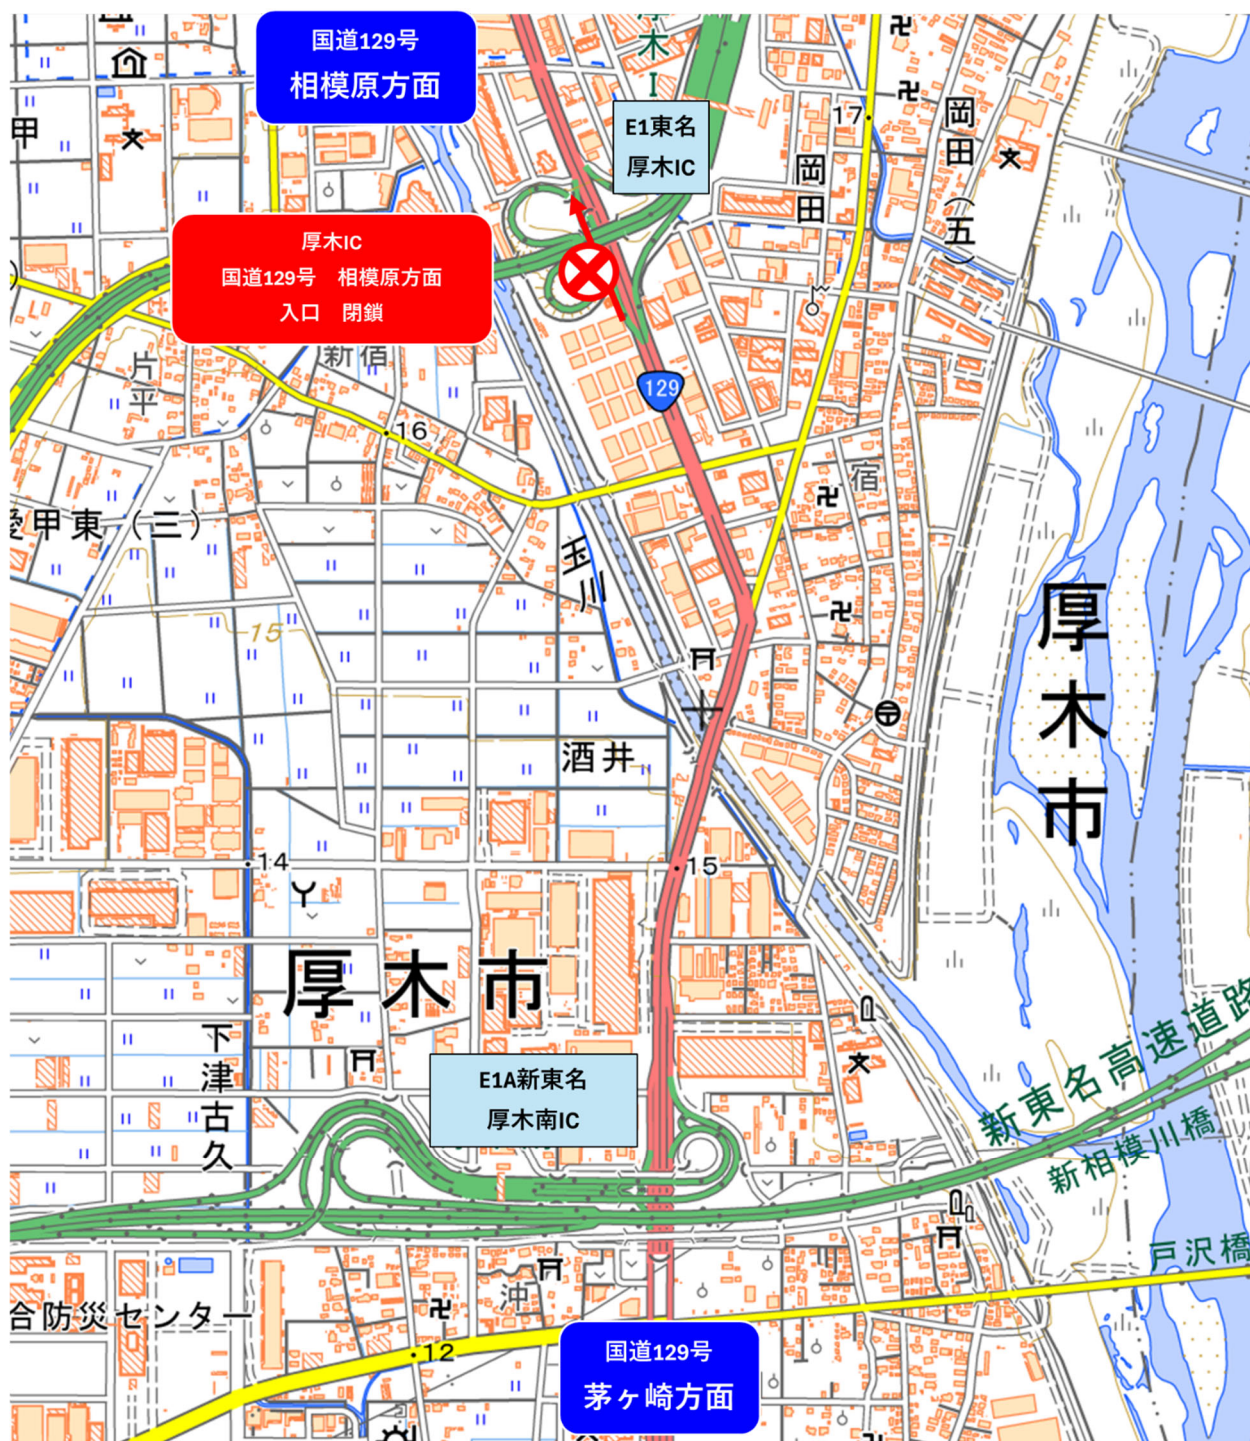 国道129号
相模原方面
厚木I
E1東名
厚木IC
17
岡田
岡田(五)
甲
厚木IC
国道129号 相模原方面
入口 閉鎖
片平
新宿
129
16
宿
愛甲東(三)
玉川
15
厚木市
酒井
14
15
厚木市
下津古久
E1A新東名
厚木南IC
新東名高速道路
新相模川橋
戸沢橋
沖
合防災センター
12
国道129号
茅ヶ崎方面